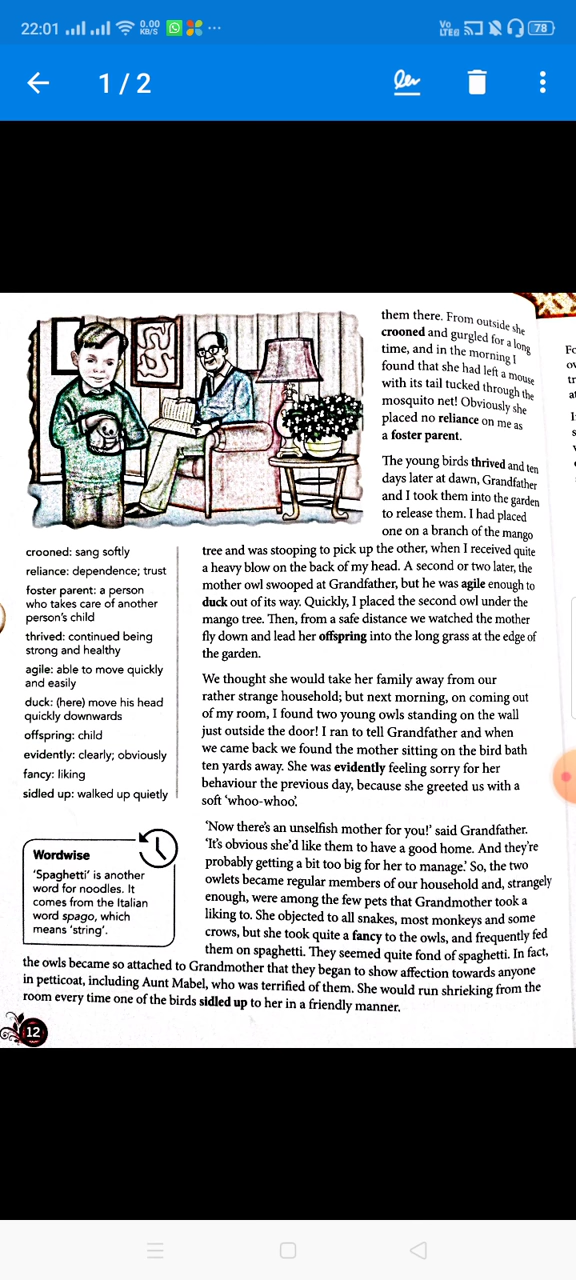 22:01
0.00
KB/S
Vo
LTE
78
1 / 2
them there. From outside she
crooned and gurgled for a long
time, and in the morning I
found that she had left a mouse
with its tail tucked through the
mosquito net! Obviously she
placed no reliance on me as
a foster parent.
The young birds thrived and ten
days later at dawn, Grandfather
and I took them into the garden
to release them. I had placed
one on a branch of the mango
tree and was stooping to pick up the other, when I received quite
a heavy blow on the back of my head. A second or two later, the
mother owl swooped at Grandfather, but he was agile enough to
duck out of its way. Quickly, I placed the second owl under the
mango tree. Then, from a safe distance we watched the mother
fly down and lead her offspring into the long grass at the edge of
the garden.
We thought she would take her family away from our
rather strange household; but next morning, on coming out
of my room, I found two young owls standing on the wall
just outside the door! I ran to tell Grandfather and when
we came back we found the mother sitting on the bird bath
ten yards away. She was evidently feeling sorry for her
behaviour the previous day, because she greeted us with a
soft 'whoo-whoo'.
'Now there's an unselfish mother for you!' said Grandfather.
'It's obvious she'd like them to have a good home. And they're
probably getting a bit too big for her to manage.' So, the two
owlets became regular members of our household and, strangely
enough, were among the few pets that Grandmother took a
liking to. She objected to all snakes, most monkeys and some
crows, but she took quite a fancy to the owls, and frequently fed
them on spaghetti. They seemed quite fond of spaghetti. In fact,
the owls became so attached to Grandmother that they began to show affection towards anyone
in petticoat, including Aunt Mabel, who was terrified of them. She would run shrieking from the
room every time one of the birds sidled up to her in a friendly manner.
crooned: sang softly
reliance: dependence; trust
foster parent: a person
who takes care of another
person's child
thrived: continued being
strong and healthy
agile: able to move quickly
and easily
duck: (here) move his head
quickly downwards
offspring: child
evidently: clearly; obviously
fancy: liking
sidled up: walked up quietly
Wordwise
'Spaghetti' is another
word for noodles. It
comes from the Italian
word spago, which
means 'string'.
12